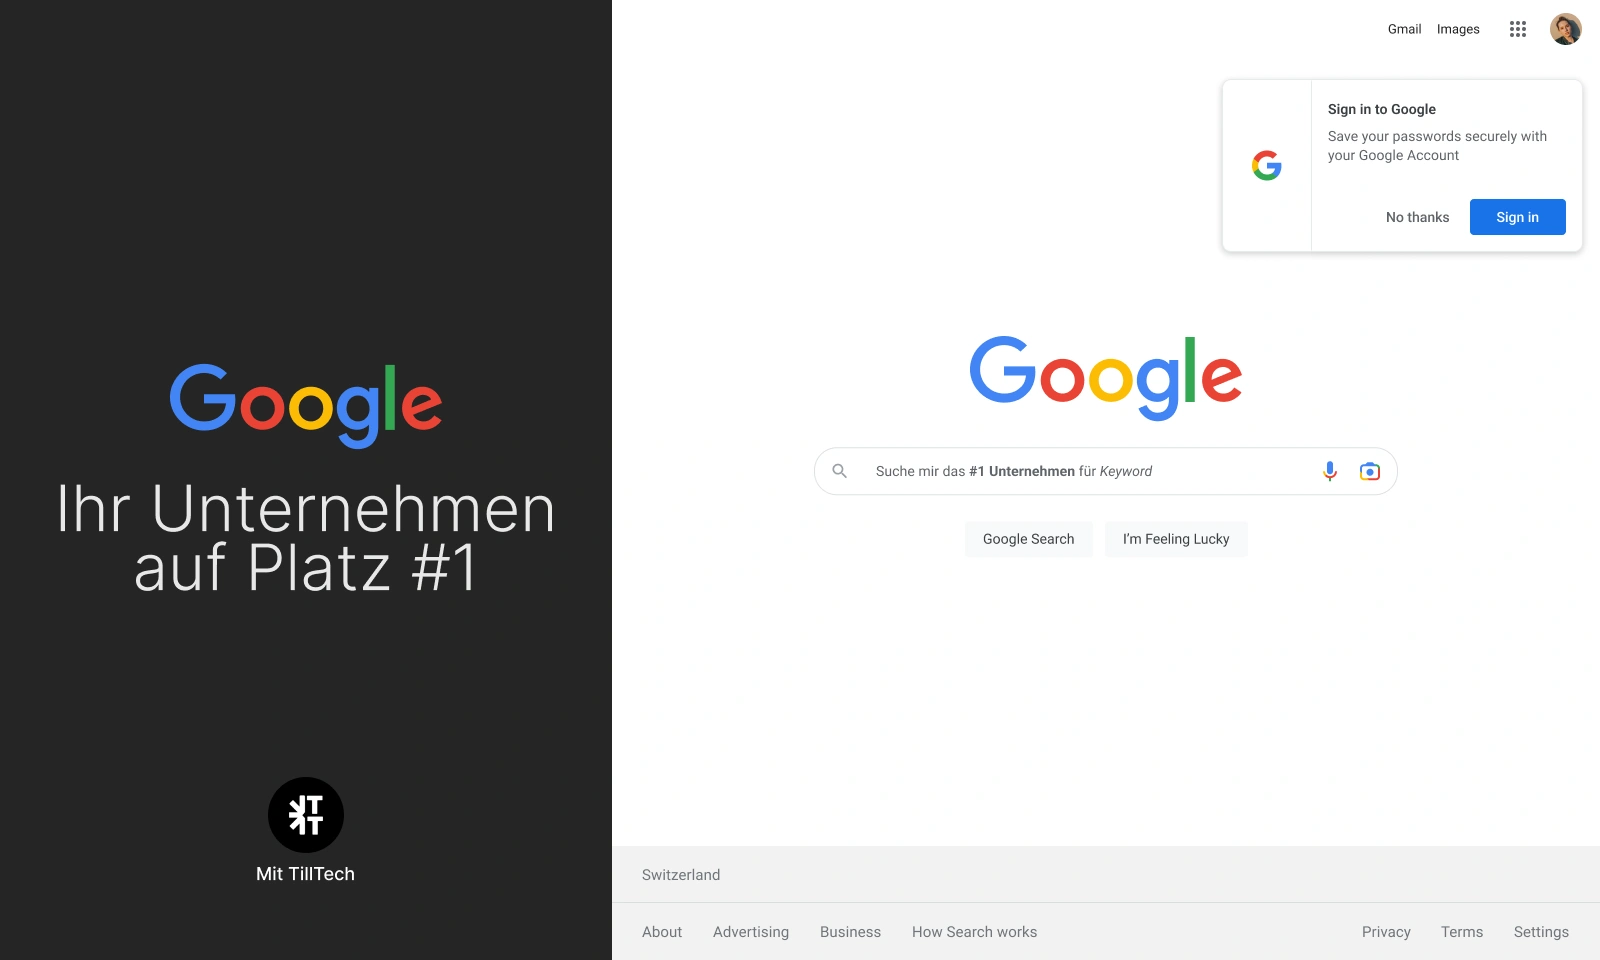 Google
Ihr Unternehmen
auf Platz #1
Mit TillTech
Gmail Images
Sign in to Google
Save your passwords securely with
your Google Account
No thanks Sign in
Google
Suche mir das #1 Unternehmen für Keyword
Google Search I'm Feeling Lucky
Switzerland
About Advertising Business How Search works Privacy Terms Settings